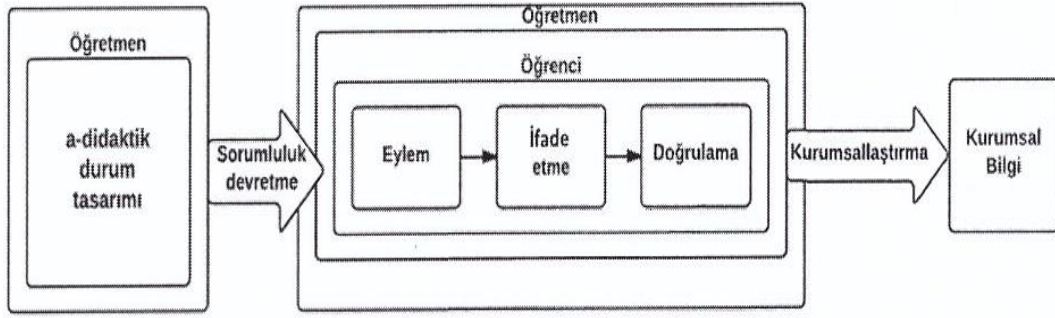 Öğretmen
a-didaktik
durum
tasarımı
Sorumluluk
devretme
Öğretmen
Öğrenci
Eylem
İfade
etme
Doğrulama
Kurumsallaştırma
Kurumsal
Bilgi